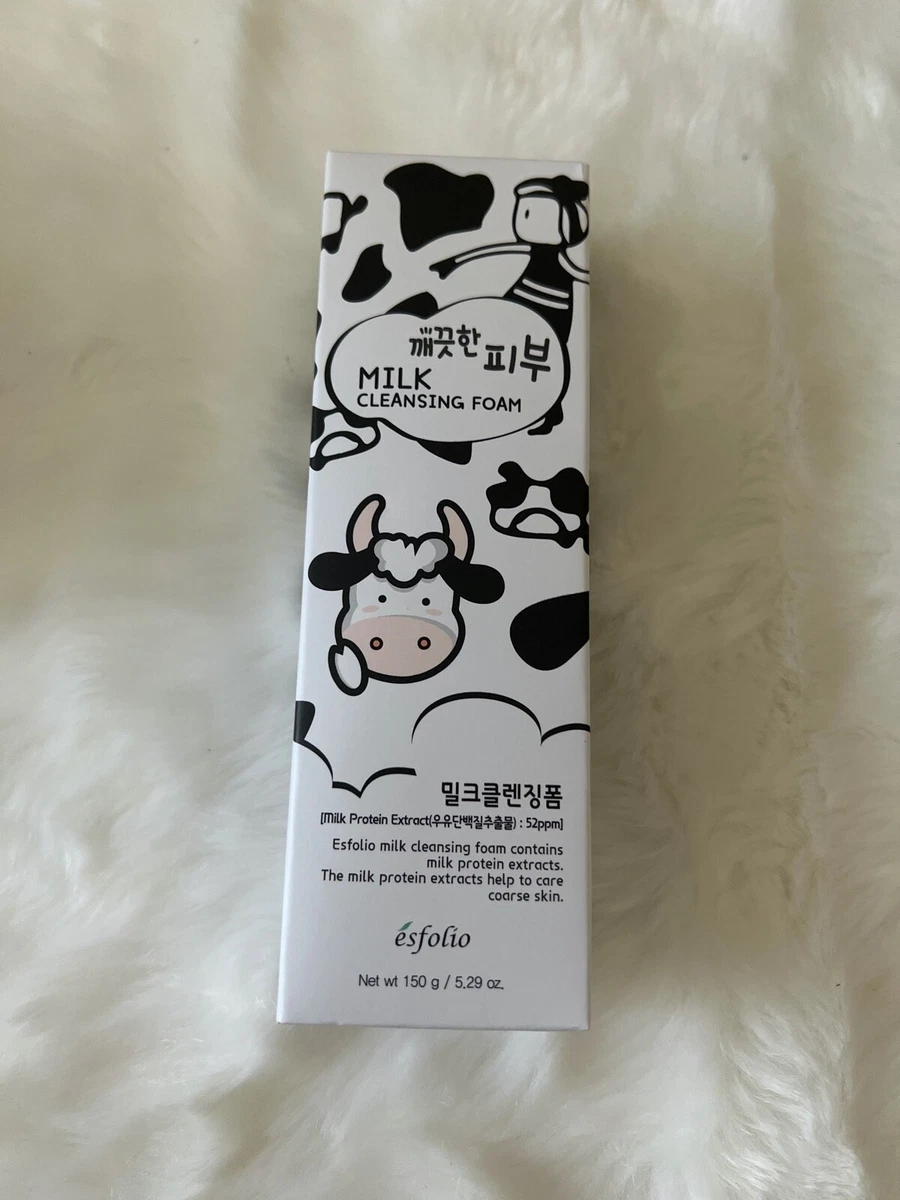 깨끗한 피부
MILK
CLEANSING FOAM
밀크클렌징폼
[Milk Protein Extract(우유단백질추출물) : 52ppm]
Esfolio milk cleansing foam contains
milk protein extracts.
The milk protein extracts help to care
coarse skin.
esfolio
Net wt 150 g / 5.29 oz.